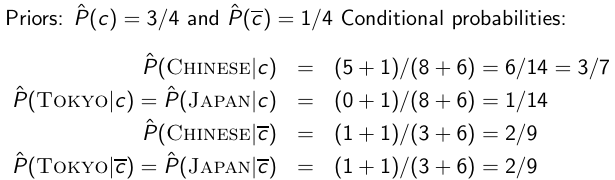 Priors: P̂(c) = 3/4 and P̂(c̅) = 1/4 Conditional probabilities:
P̂(CHINESE|c) = (5 + 1)/(8 + 6) = 6/14 = 3/7
P̂(TOKYO|c) = P̂(JAPAN|c) = (0 + 1)/(8 + 6) = 1/14
P̂(CHINESE|c̅) = (1 + 1)/(3 + 6) = 2/9
P̂(TOKYO|c̅) = P̂(JAPAN|c̅) = (1 + 1)/(3 + 6) = 2/9